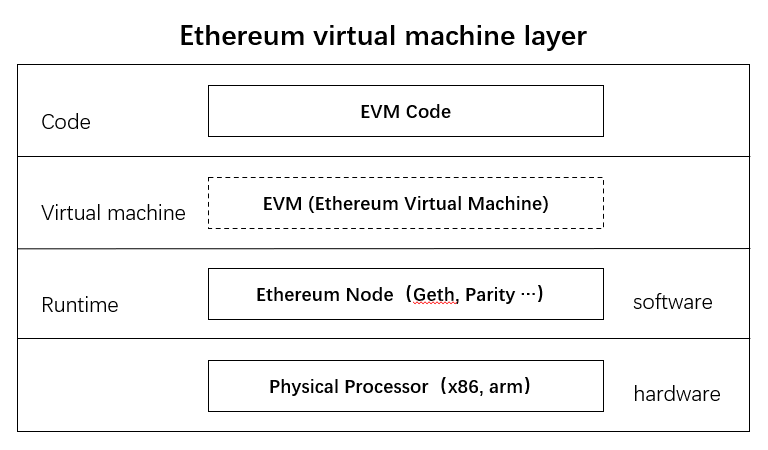 Ethereum virtual machine layer
Code
EVM Code
Virtual machine
EVM (Ethereum Virtual Machine)
Runtime
Ethereum Node（Geth, Parity ···）
software
Physical Processor（x86, arm）
hardware